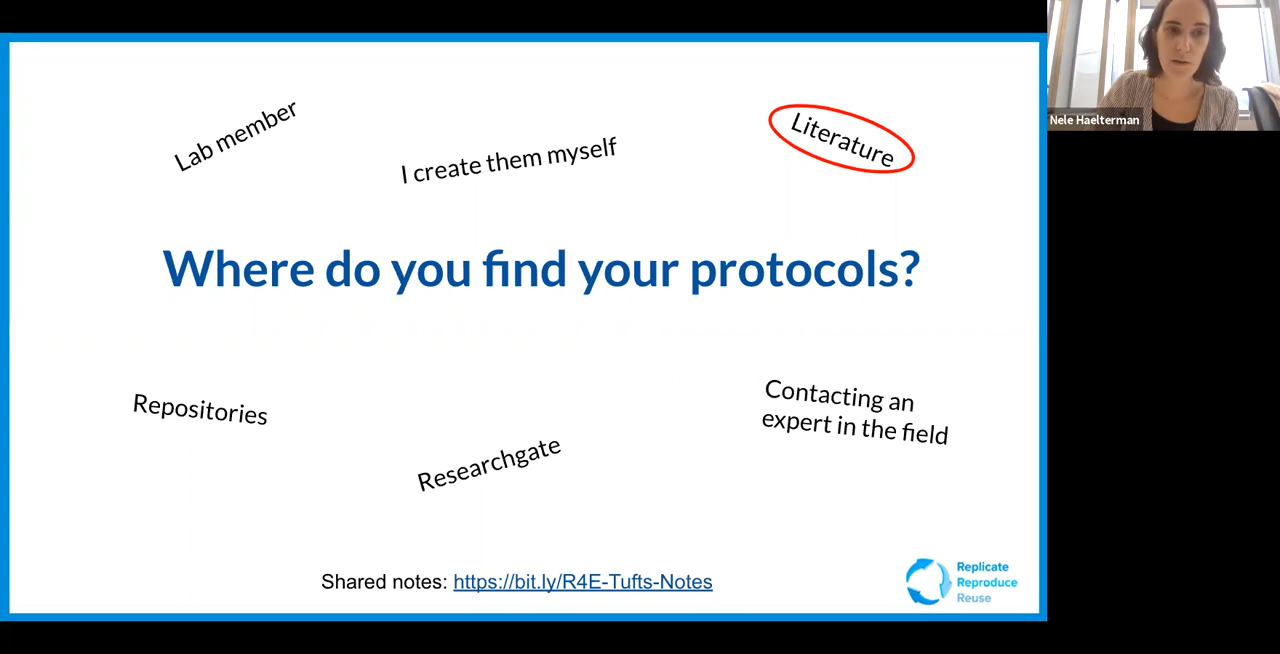 Lab member
I create them myself
Literature
Nele Haelterman
Where do you find your protocols?
Repositories
Contacting an
expert in the field
Researchgate
Shared notes: https://bit.ly/R4E-Tufts-Notes
Replicate
Reproduce
Reuse